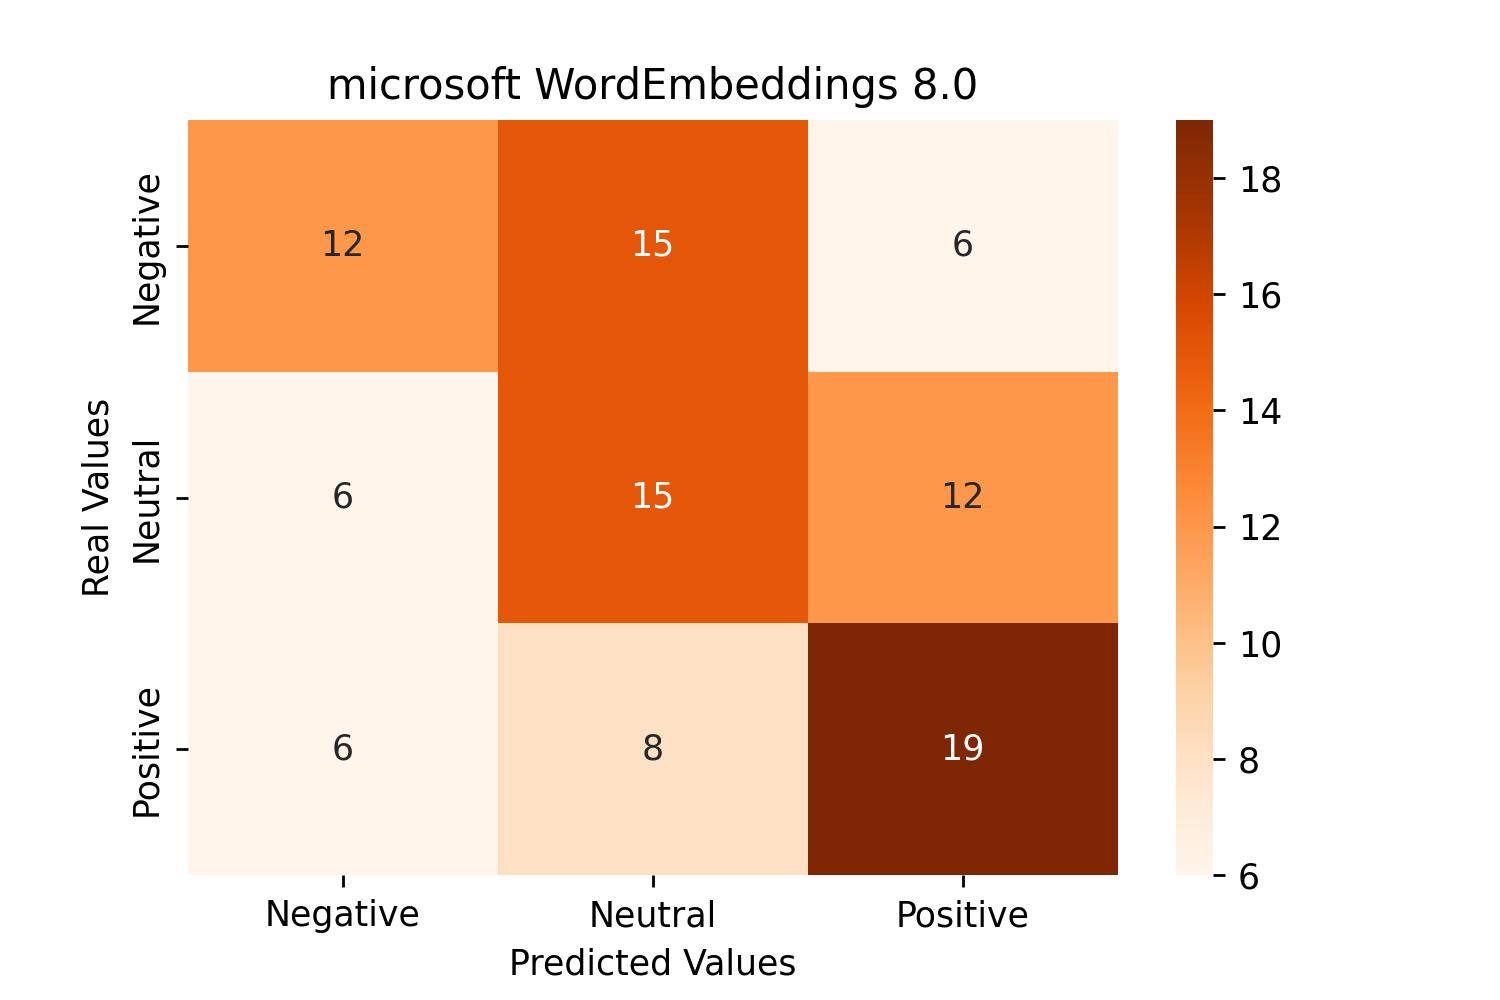 microsoft WordEmbeddings 8.0
Real Values
Negative
12
15
6
Neutral
6
15
12
Positive
6
8
19
Negative
Neutral
Positive
Predicted Values
18
16
14
12
10
8
6